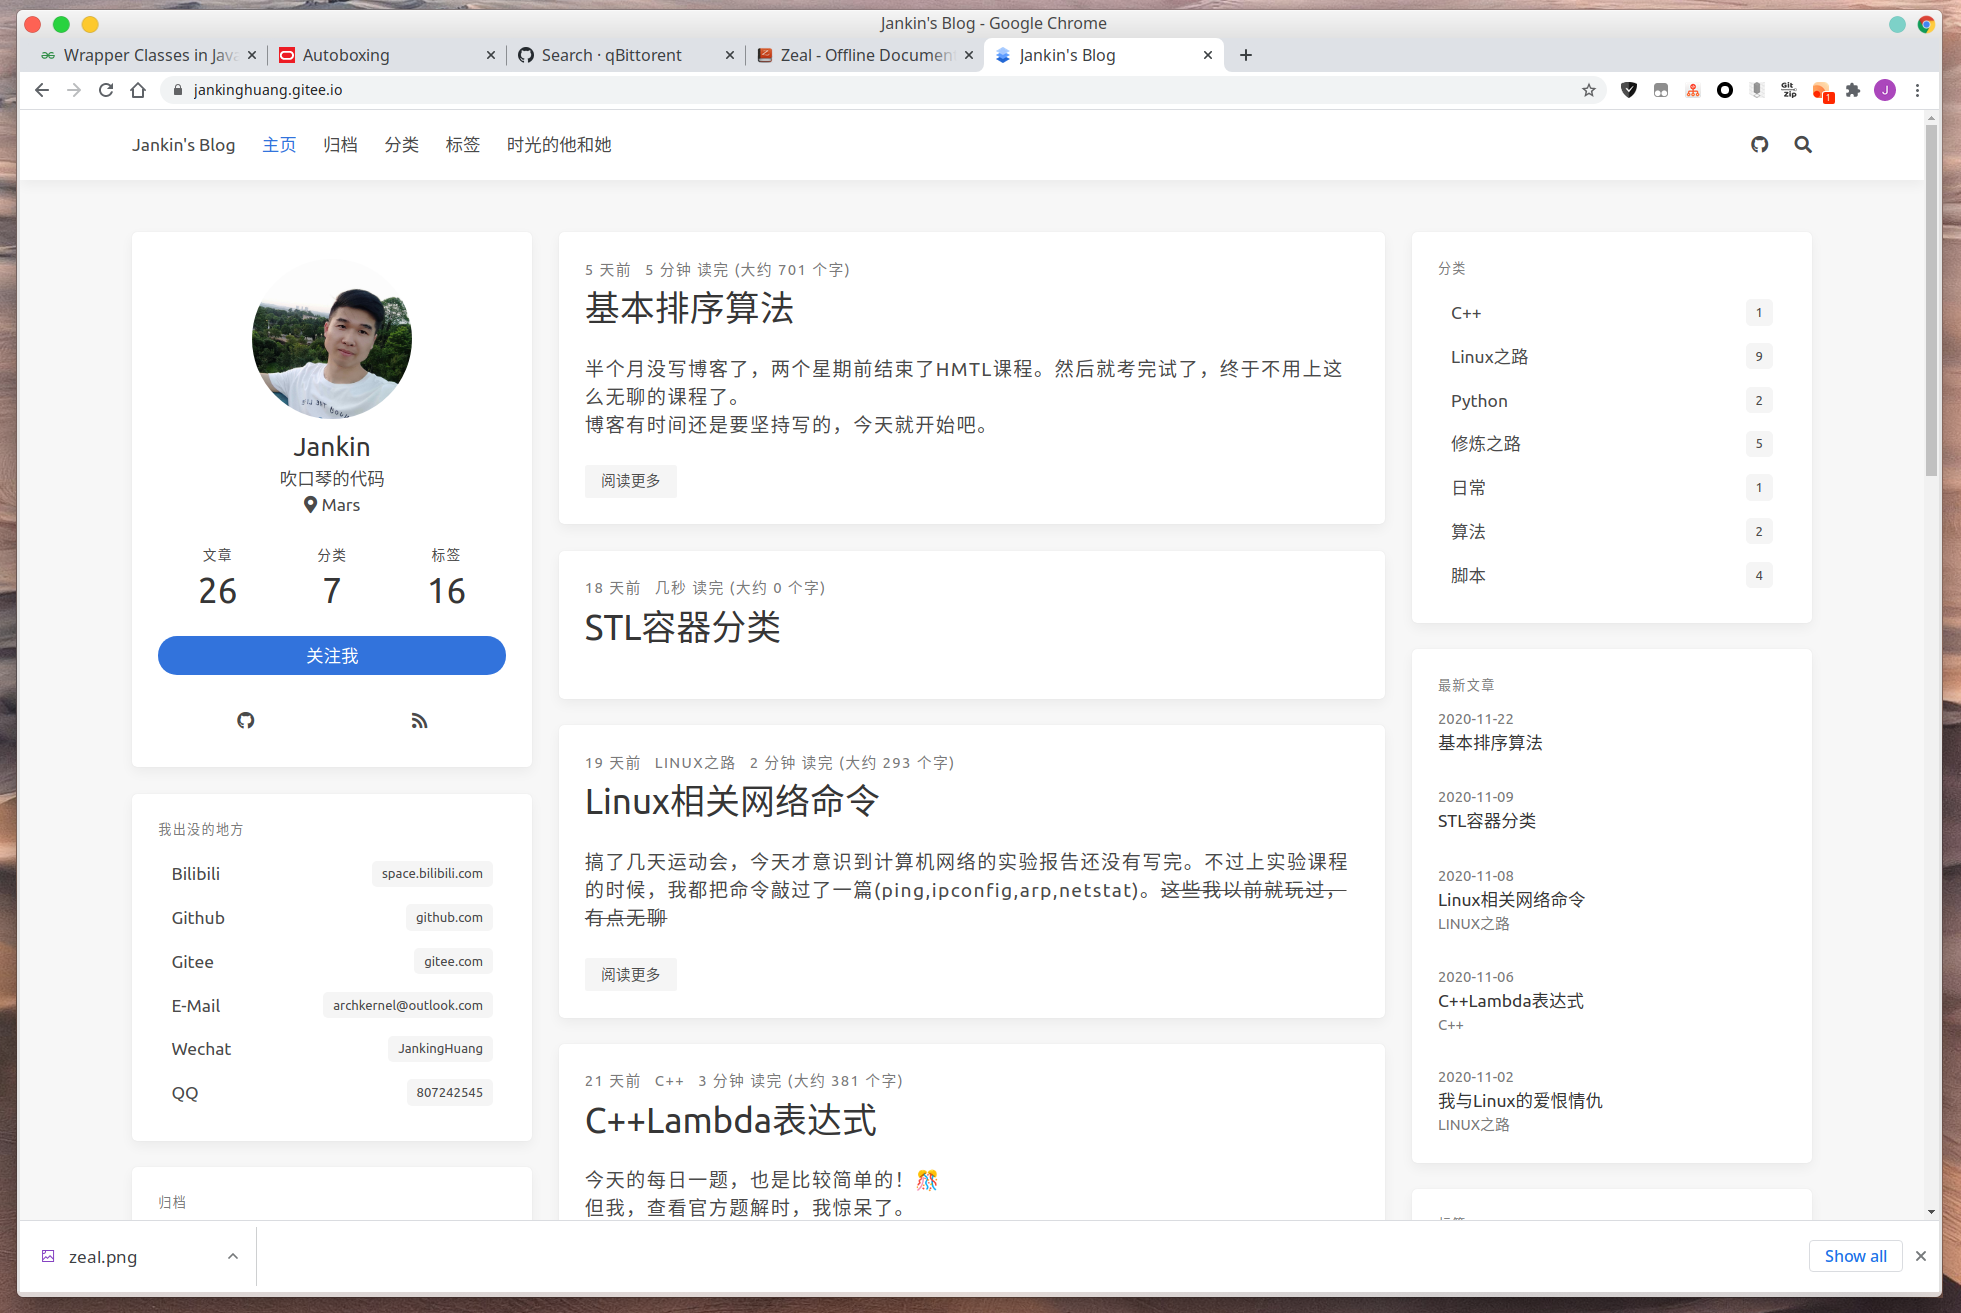 Jankin's Blog - Google Chrome
Wrapper Classes in Java
Autoboxing
Search · qBittorent
Zeal - Offline Documen
Jankin's Blog
jankinghuang.gitee.io
Git Zip
1
J
Jankin's Blog 主页 归档 分类 标签 时光的他和她
Jankin
吹口琴的代码
Mars
文章 分类 标签
26 7 16
关注我
我出没的地方
Bilibili space.bilibili.com
Github github.com
Gitee gitee.com
E-Mail archkernel@outlook.com
Wechat JankingHuang
QQ 807242545
归档
5 天前 5 分钟 读完 (大约 701 个字)
基本排序算法
半个月没写博客了，两个星期前结束了HMTL课程。然后就考完试了，终于不用上这
么无聊的课程了。
博客有时间还是要坚持写的，今天就开始吧。
阅读更多
18 天前 几秒 读完 (大约 0 个字)
STL容器分类
19 天前 LINUX之路 2 分钟 读完 (大约 293 个字)
Linux相关网络命令
搞了几天运动会，今天才意识到计算机网络的实验报告还没有写完。不过上实验课程
的时候，我都把命令敲过了一篇(ping,ipconfig,arp,netstat)。这些我以前就玩过，
有点无聊
阅读更多
21 天前 C++ 3 分钟 读完 (大约 381 个字)
C++Lambda表达式
今天的每日一题，也是比较简单的！🎊
但我，查看官方题解时，我惊呆了。
分类
C++ 1
Linux之路 9
Python 2
修炼之路 5
日常 1
算法 2
脚本 4
最新文章
2020-11-22
基本排序算法
2020-11-09
STL容器分类
2020-11-08
Linux相关网络命令
LINUX之路
2020-11-06
C++Lambda表达式
C++
2020-11-02
我与Linux的爱恨情仇
LINUX之路
zeal.png
Show all